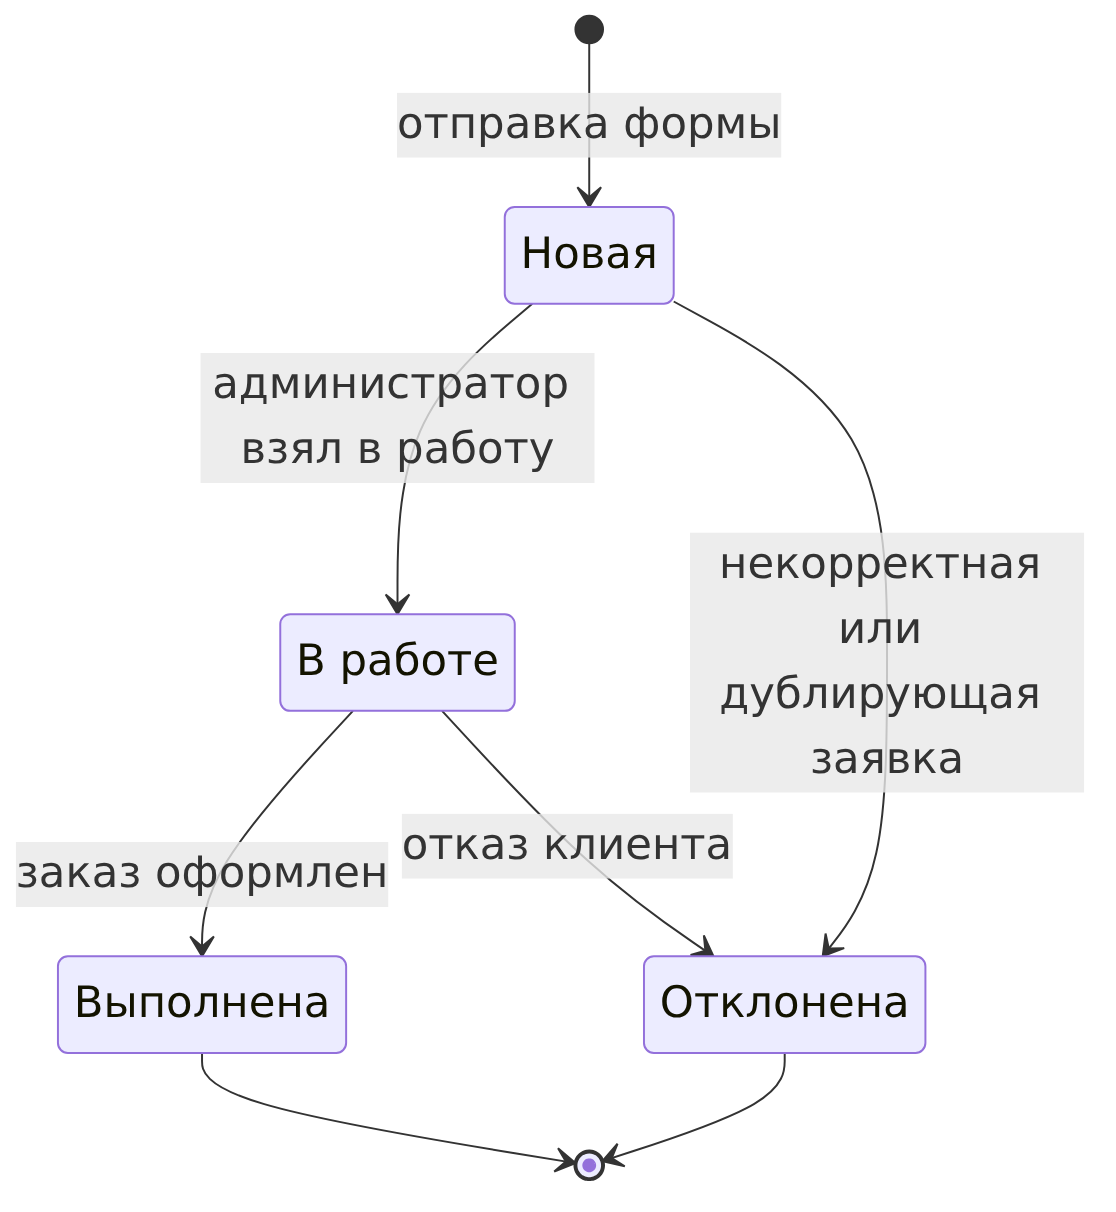 отправка формы
Новая
администратор
взял в работу
некорректная
или
дублирующая
заявка
В работе
заказ оформлен
отказ клиента
Выполнена
Отклонена